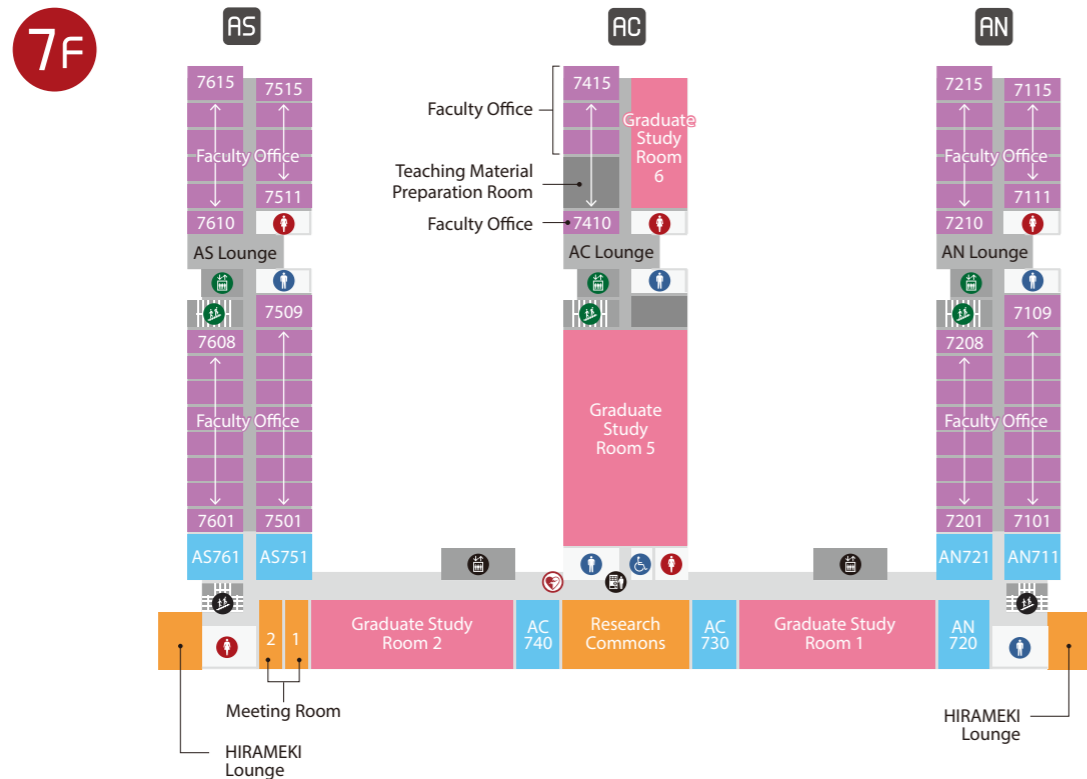 7F
AS
AC
AN
7615
7515
Faculty Office
7511
7610
AS Lounge
7509
7608
Faculty Office
7601
7501
AS761
AS751
Faculty Office
7415
Graduate
Study
Room
6
Teaching Material
Preparation Room
Faculty Office
7410
AC Lounge
Graduate
Study
Room 5
7215
7115
Faculty Office
7111
7210
AN Lounge
7109
7208
Faculty Office
7201
7101
AN721
AN711
2
1
Graduate Study
Room 2
AC
740
Research
Commons
AC
730
Graduate Study
Room 1
AN
720
Meeting Room
HIRAMEKI
Lounge
HIRAMEKI
Lounge